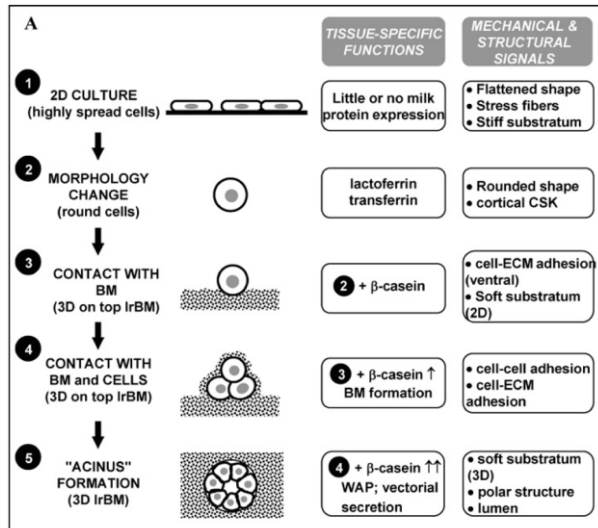 A
TISSUE-SPECIFIC
FUNCTIONS
MECHANICAL &
STRUCTURAL
SIGNALS
1
2D CULTURE
(highly spread cells)
Little or no milk
protein expression
• Flattened shape
• Stress fibers
• Stiff substratum
2
MORPHOLOGY
CHANGE
(round cells)
lactoferrin
transferrin
• Rounded shape
• cortical CSK
3
CONTACT WITH
BM
(3D on top lrBM)
2 + β-casein
• cell-ECM adhesion
(ventral)
• Soft substratum
(2D)
4
CONTACT WITH
BM and CELLS
(3D on top lrBM)
3 + β-casein ↑
BM formation
• cell-cell adhesion
• cell-ECM
adhesion
5
"ACINUS"
FORMATION
(3D lrBM)
4 + β-casein ↑↑
WAP; vectorial
secretion
• soft substratum
(3D)
• polar structure
• lumen